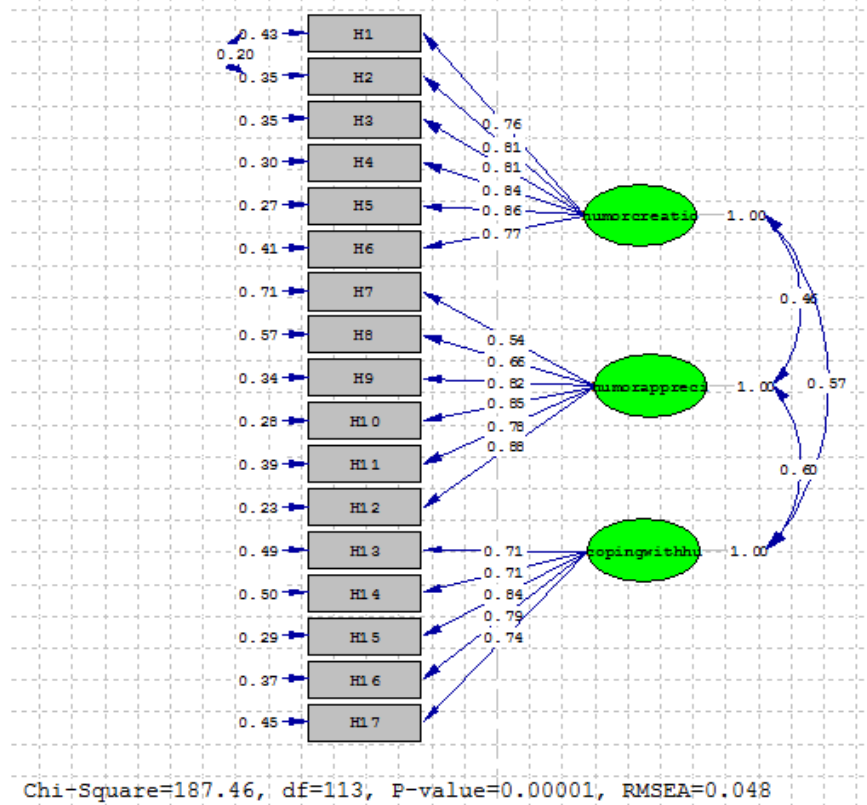 0.43 H1
0.20
0.35 H2
0.35 H3
0.76
0.81
0.30 H4
0.81
0.84
0.27 H5
0.86
humorcreatio 1.00
0.77
0.41 H6
0.71 H7
0.46
0.57 H8
0.54
0.66
0.34 H9
0.82
humorappreci 1.00
0.57
0.85
0.28 H10
0.78
0.88
0.39 H11
0.60
0.23 H12
0.49 H13
0.71
opingwithhu 1.00
0.71
0.50 H14
0.84
0.79
0.29 H15
0.74
0.37 H16
0.45 H17
Chi-Square=187.46, df=113, P-value=0.00001, RMSEA=0.048